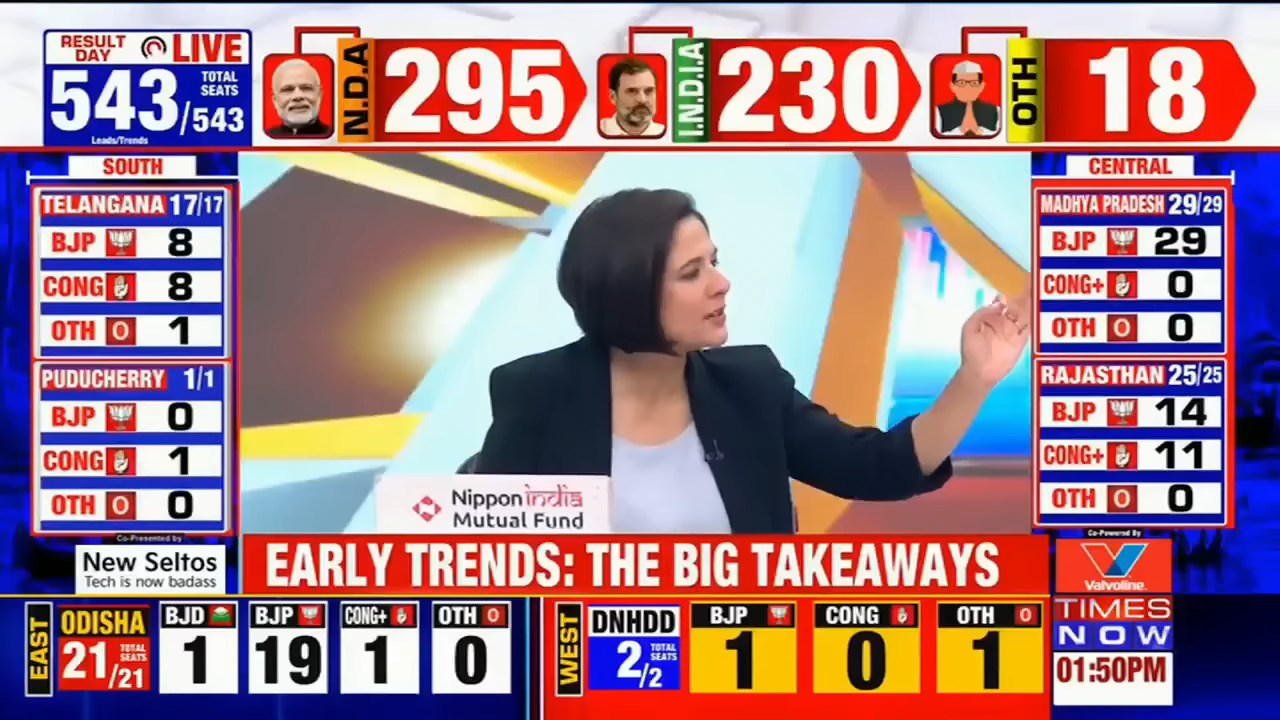 RESULT DAY LIVE
543/543 TOTAL SEATS
Leads/Trends
N.D.A 295
I.N.D.I.A 230
OTH 18
SOUTH
TELANGANA 17/17
BJP 8
CONG 8
OTH O 1
PUDUCHERRY 1/1
BJP 0
CONG 1
OTH O 0
CENTRAL
MADHYA PRADESH 29/29
BJP 29
CONG+ 0
OTH O 0
RAJASTHAN 25/25
BJP 14
CONG+ 11
OTH O 0
Nippon india
Mutual Fund
Co-Presented by
New Seltos
Tech is now badass
EARLY TRENDS: THE BIG TAKEAWAYS
Co-Powered By
Valvoline
EAST
ODISHA
21/21 TOTAL SEATS
BJD 1
BJP 19
CONG+ 1
OTH O 0
WEST
DNHDD
2/2 TOTAL SEATS
BJP 1
CONG 0
OTH O 1
TIMES
NOW
01:50PM